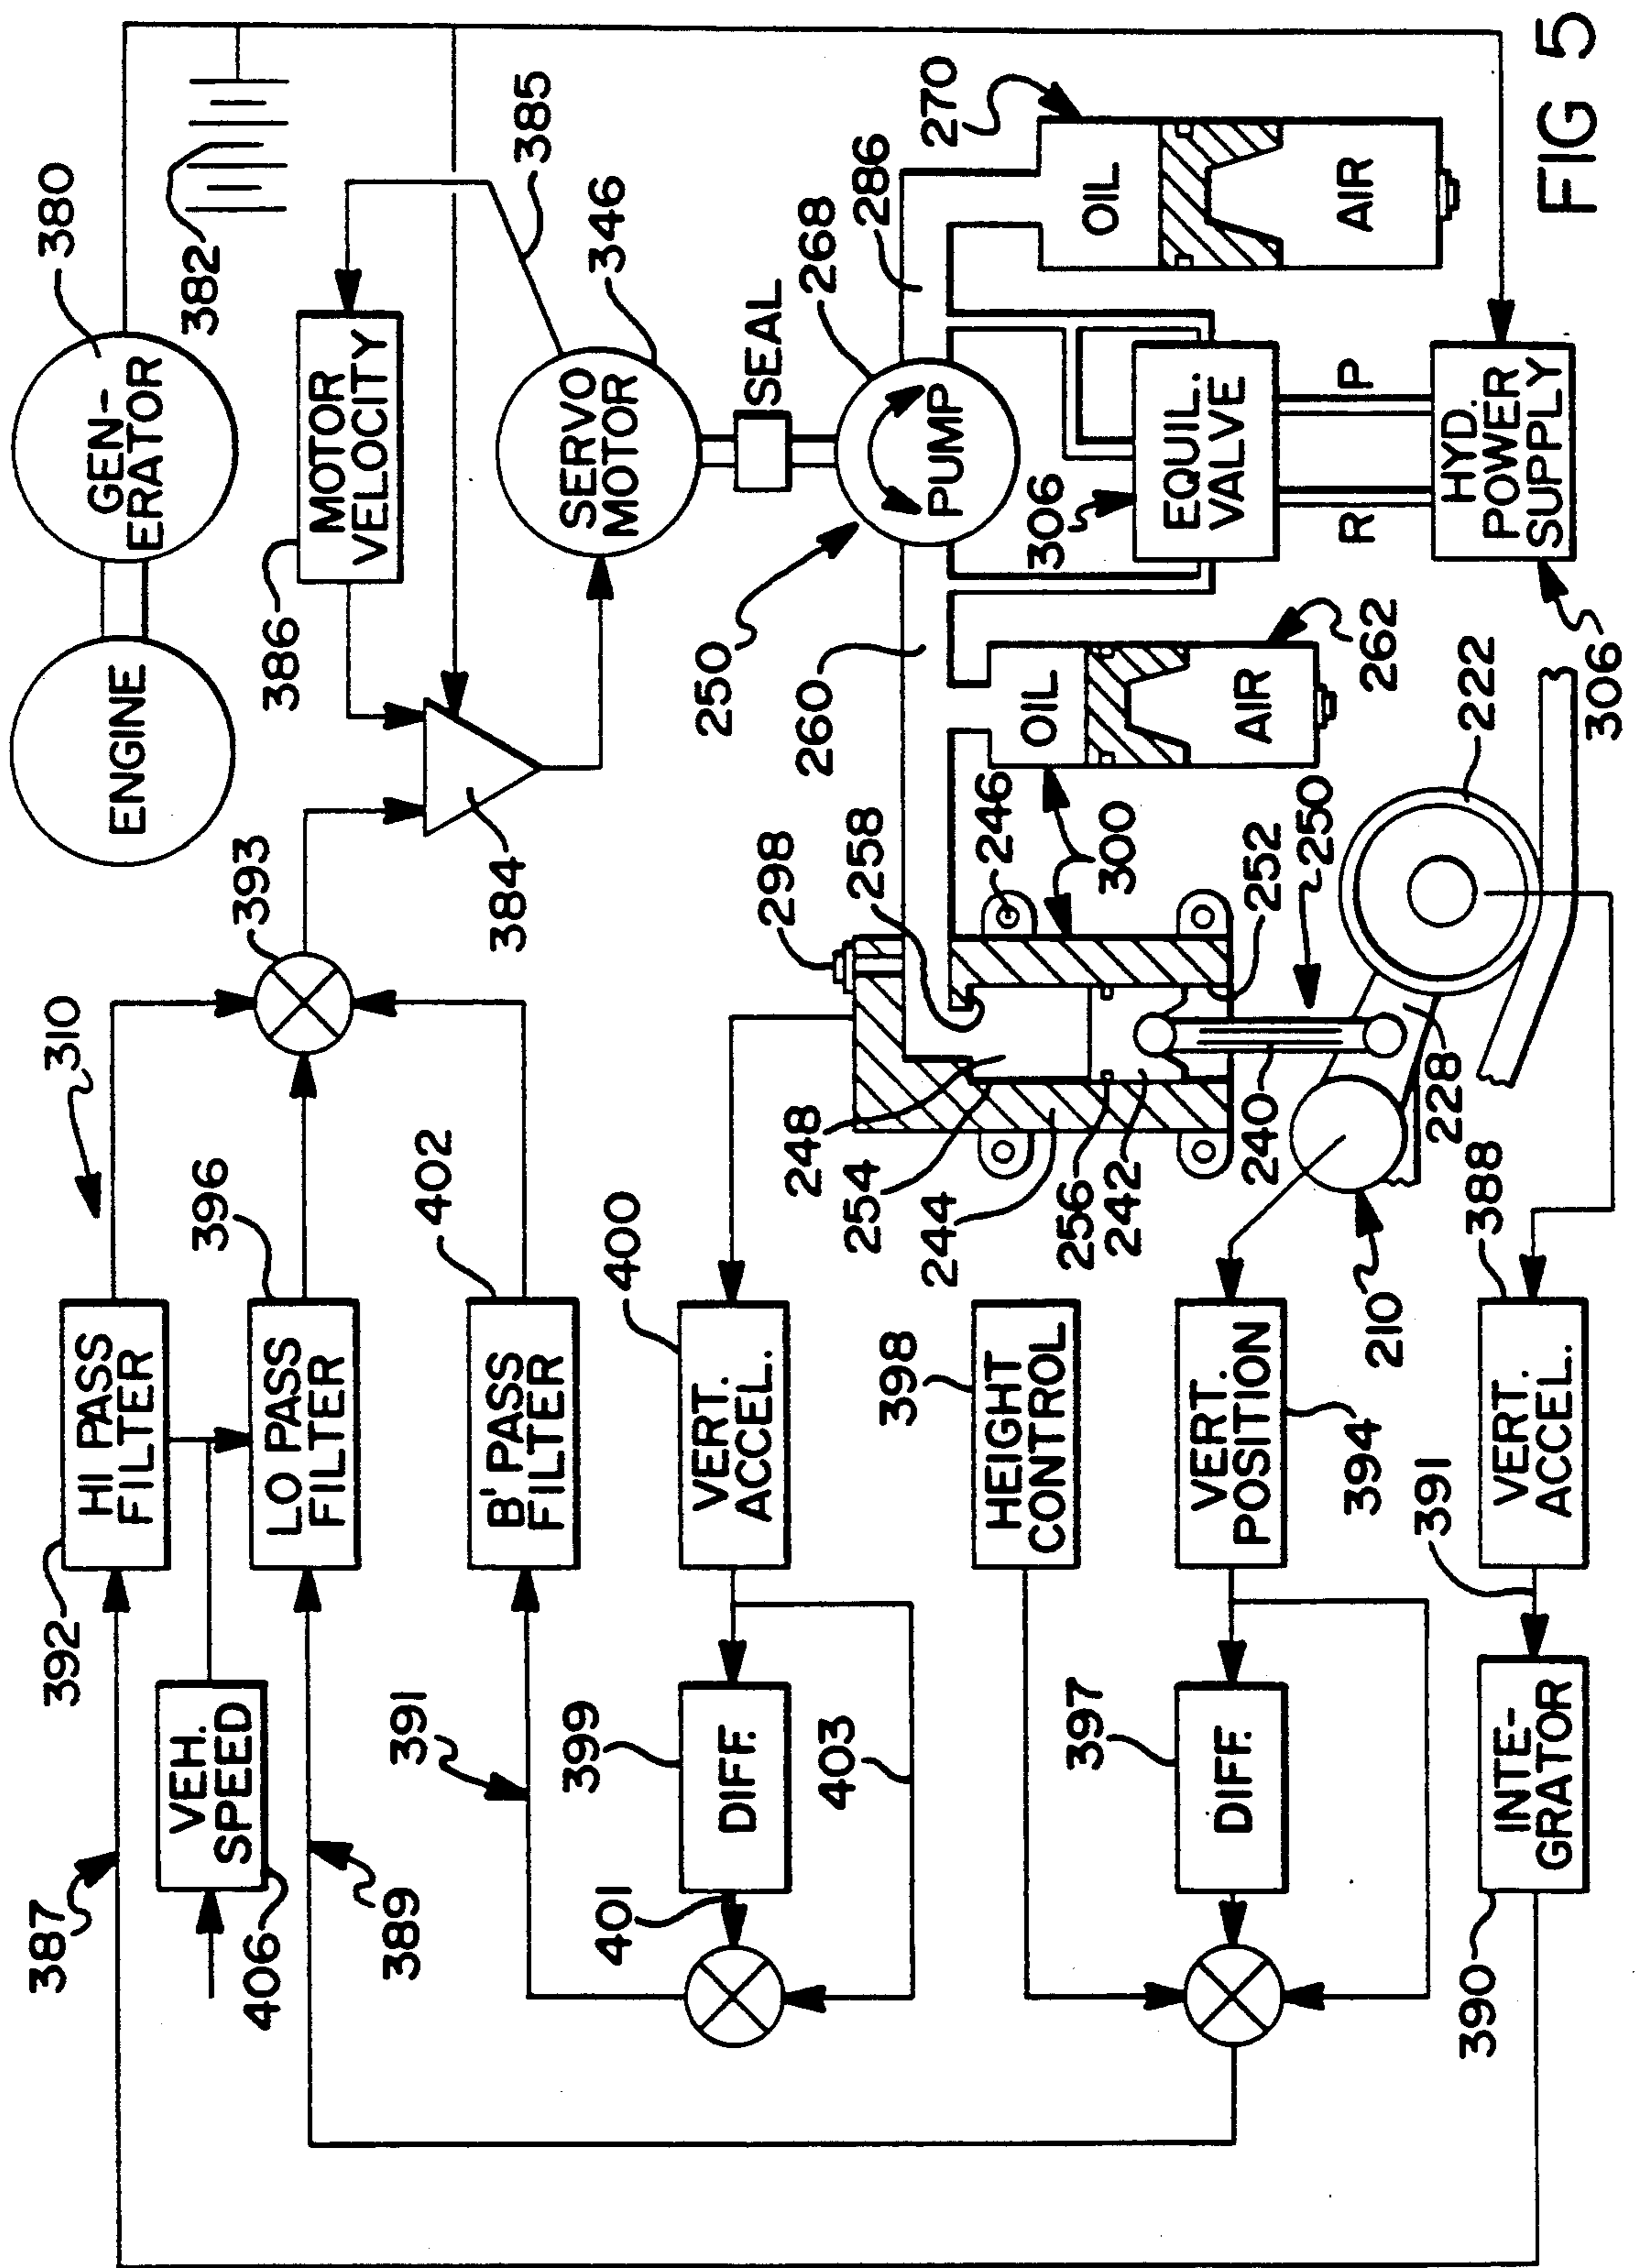 392
HI PASS
FILTER
310
393
ENGINE
GEN-
ERATOR
380
382
387
VEH.
SPEED
406
389
LO PASS
FILTER
396
384
386
MOTOR
VELOCITY
385
391
B' PASS
FILTER
402
SERVO
MOTOR
346
399
DIFF.
401
403
VERT.
ACCEL.
400
SEAL
250
PUMP
268
286
270
398
HEIGHT
CONTROL
298
258
260
248
254
244
256
242
246
300
OIL
AIR
262
306
EQUIL.
VALVE
OIL
AIR
397
DIFF.
VERT.
POSITION
394
210
240
228
252
250
222
R
P
HYD.
POWER
SUPPLY
306
390
INTE-
GRATOR
391
VERT.
ACCEL.
388
FIG 5